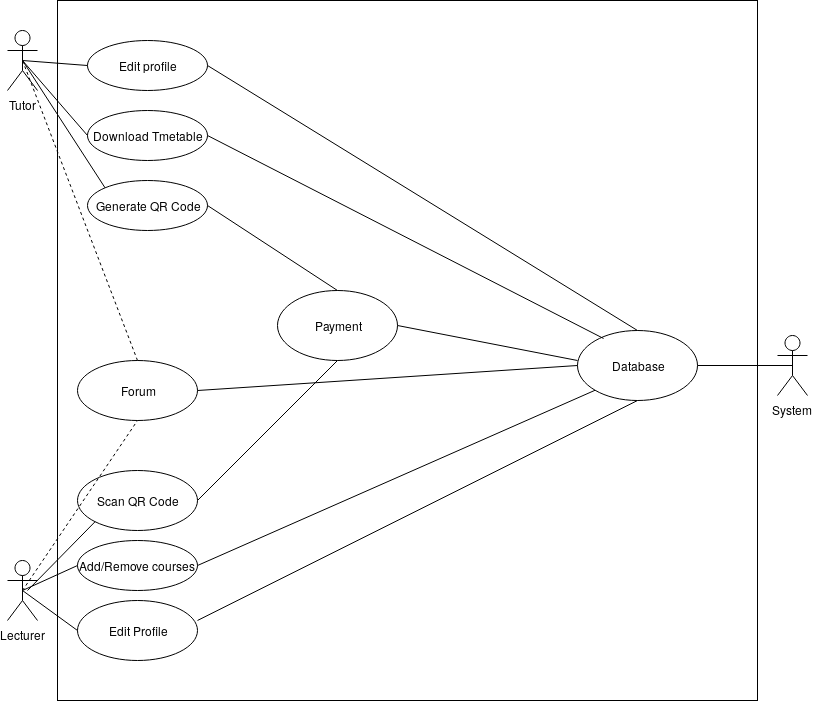 Edit profile
Tutor
Download Tmetable
Generate QR Code
Payment
Database
Forum
System
Scan QR Code
Add/Remove courses
Edit Profile
Lecturer